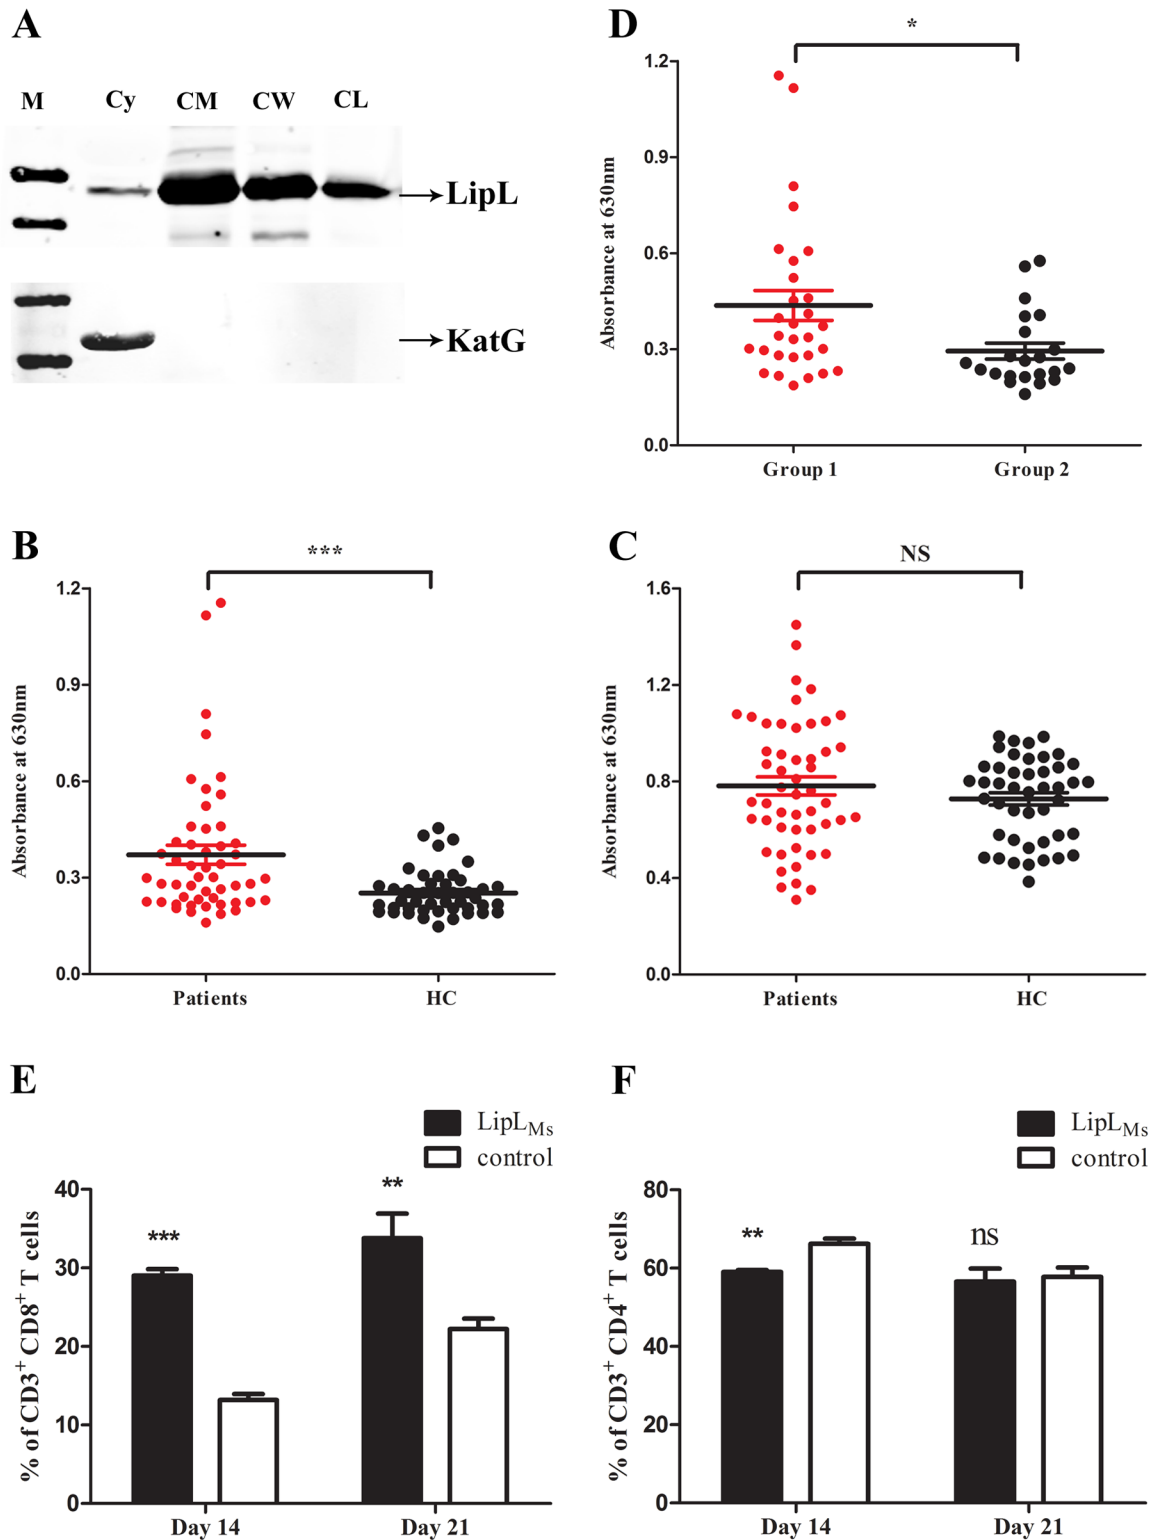 A
M Cy CM CW CL
LipL
KatG
D
*
Absorbance at 630nm
1.2
0.9
0.6
0.3
0.0
Group 1 Group 2
B
***
Absorbance at 630nm
1.2
0.9
0.6
0.3
0.0
Patients HC
C
NS
Absorbance at 630nm
1.6
1.2
0.8
0.4
0.0
Patients HC
E
LipL_Ms
control
% of CD3⁺ CD8⁺ T cells
40
30
20
10
0
***
**
Day 14 Day 21
F
LipL_Ms
control
% of CD3⁺ CD4⁺ T cells
80
60
40
20
0
**
ns
Day 14 Day 21